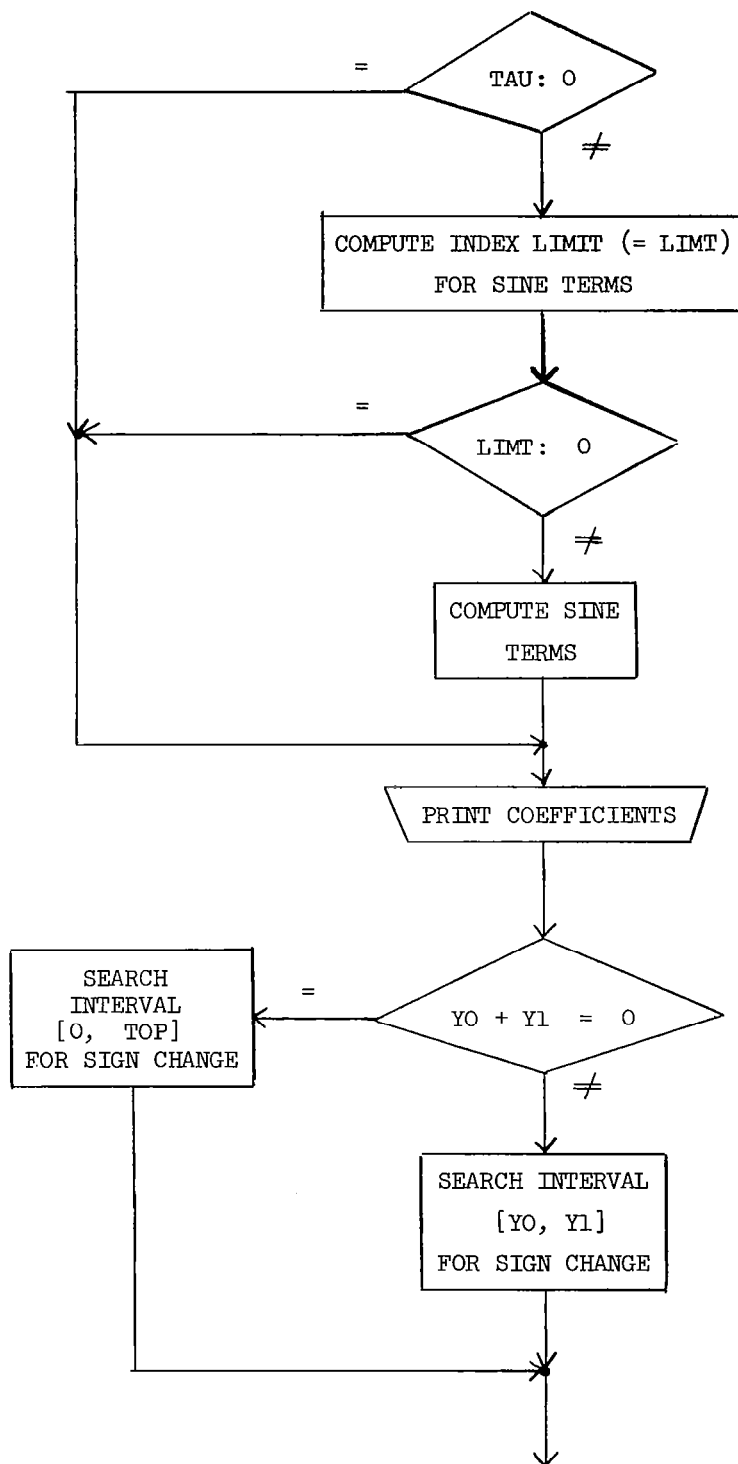 =
TAU: 0
≠
COMPUTE INDEX LIMIT (= LIMT)
FOR SINE TERMS
=
LIMT: 0
≠
COMPUTE SINE
TERMS
PRINT COEFFICIENTS
SEARCH
INTERVAL
[0, TOP]
FOR SIGN CHANGE
=
Y0 + Y1 = 0
≠
SEARCH INTERVAL
[Y0, Y1]
FOR SIGN CHANGE